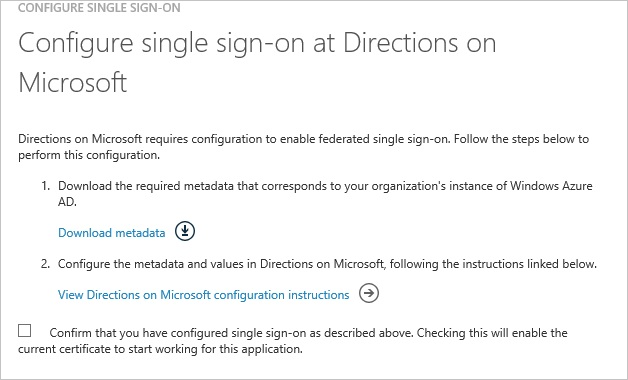 CONFIGURE SINGLE SIGN-ON
Configure single sign-on at Directions on
Microsoft
Directions on Microsoft requires configuration to enable federated single sign-on. Follow the steps below to
perform this configuration.
1. Download the required metadata that corresponds to your organization's instance of Windows Azure
AD.
Download metadata
2. Configure the metadata and values in Directions on Microsoft, following the instructions linked below.
View Directions on Microsoft configuration instructions
Confirm that you have configured single sign-on as described above. Checking this will enable the
current certificate to start working for this application.